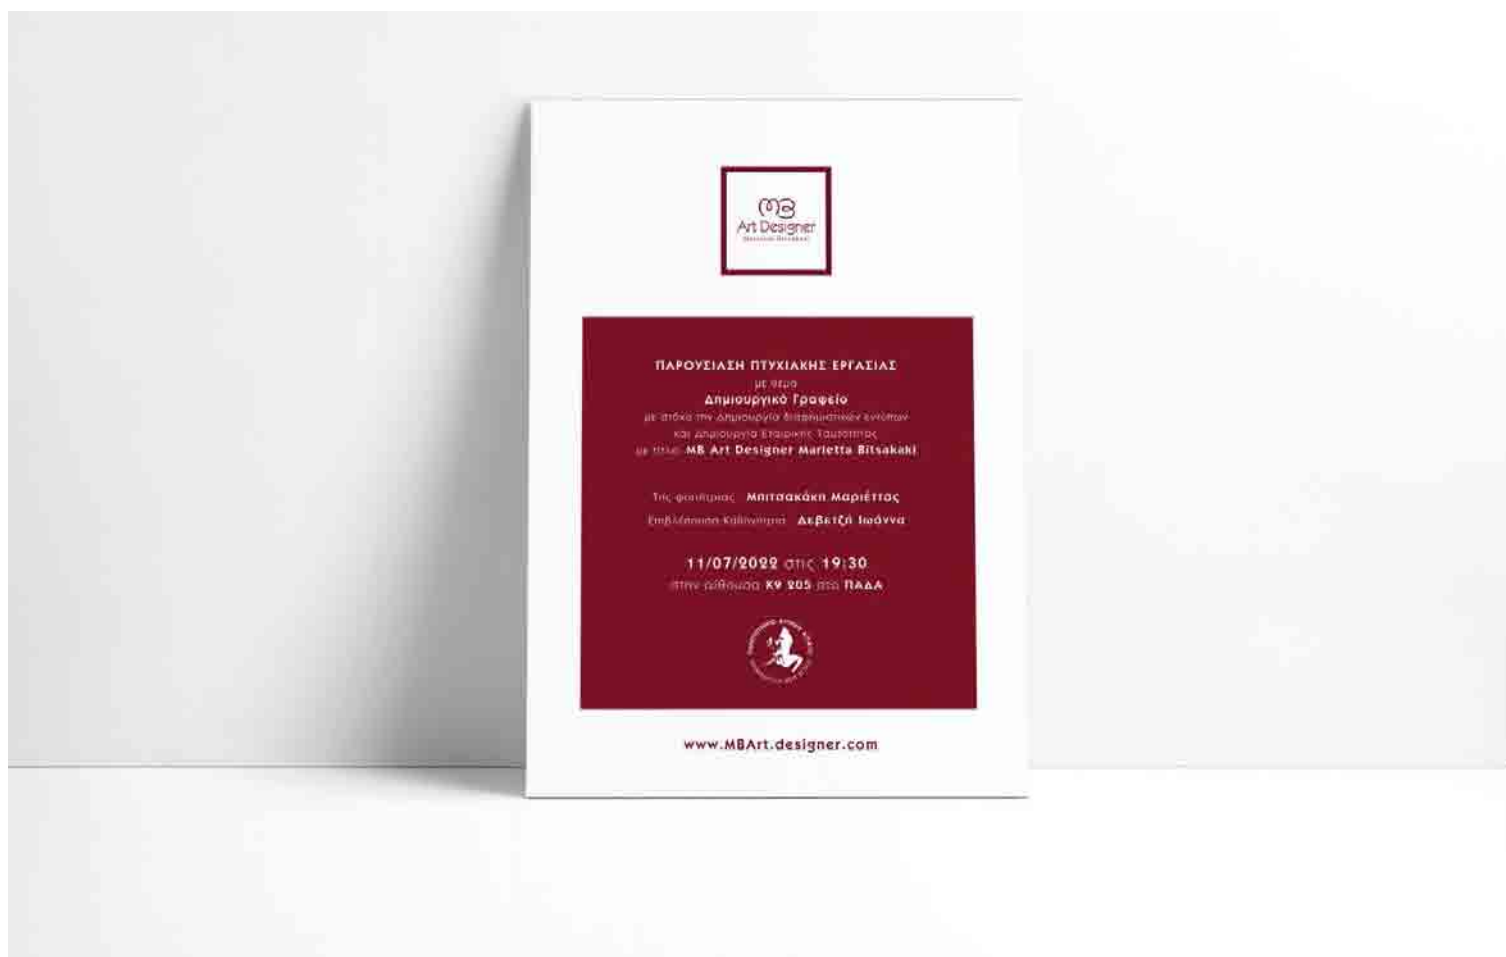 MB
Art Designer
ΠΑΡΟΥΣΙΑΣΗ ΠΤΥΧΙΑΚΗΣ ΕΡΓΑΣΙΑΣ
με θέμα
Δημιουργικό Γραφείο
με στόχο την Δημιουργία διαφημιστικών εντύπων
και Δημιουργία Εταιρικής Ταυτότητας
με τίτλο MB Art Designer Marietta Bitsakaki
Της φοιτήτριας Μπιτσακάκη Μαριέττας
Επιβλέπουσα Καθηγήτρια Δεβετζή Ιωάννα
11/07/2022 στις 19:30
στην αίθουσα Κ9 205 στο ΠΑΔΑ
www.MBArt.designer.com